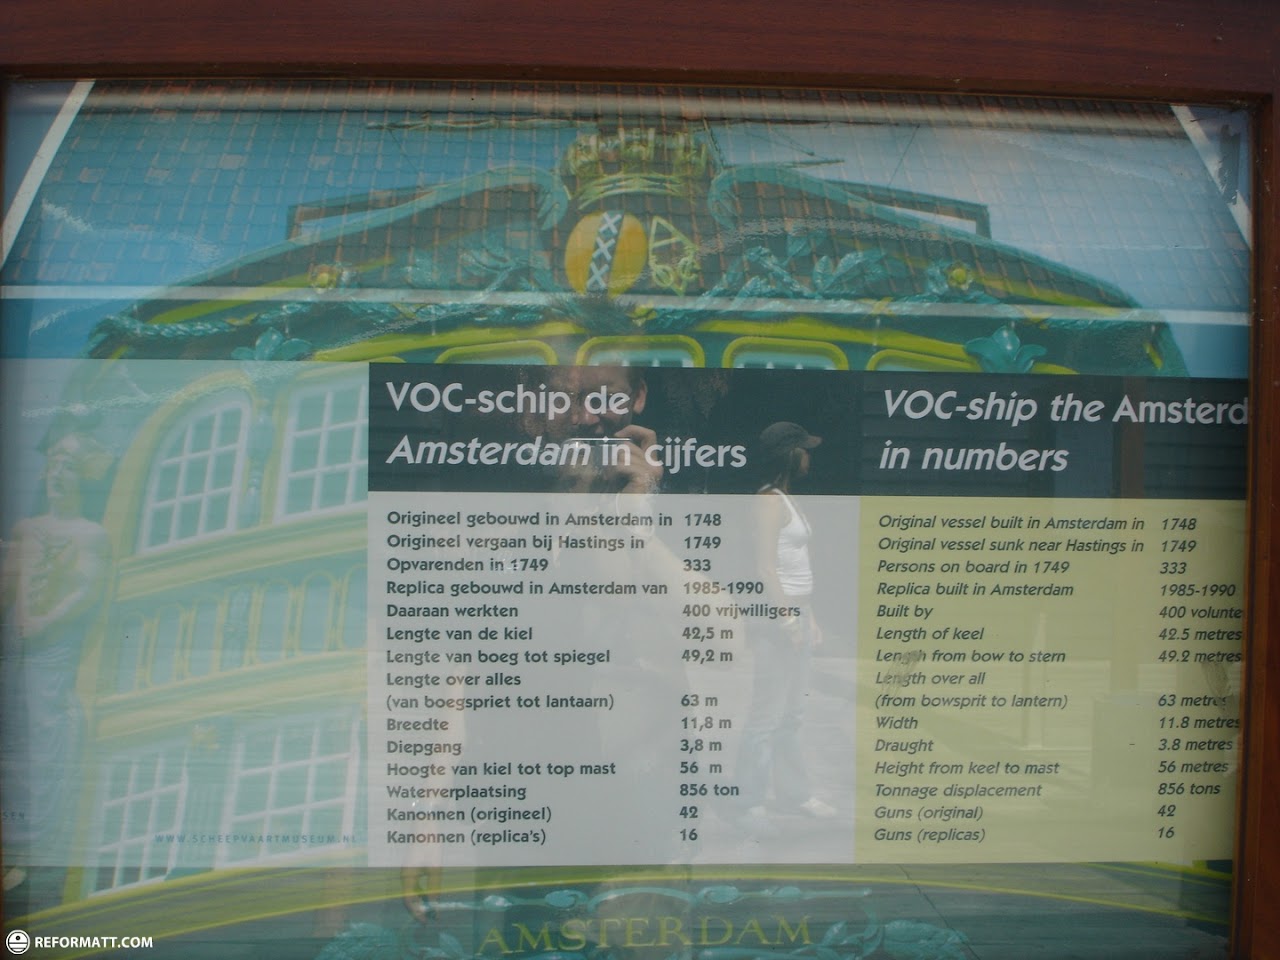 VOC-schip de
Amsterdam in cijfers
Origineel gebouwd in Amsterdam in 1748
Origineel vergaan bij Hastings in 1749
Opvarenden in 1749 333
Replica gebouwd in Amsterdam van 1985-1990
Daaraan werkten 400 vrijwilligers
Lengte van de kiel 42,5 m
Lengte van boeg tot spiegel 49,2 m
Lengte over alles
(van boegspriet tot lantaarn) 63 m
Breedte 11,8 m
Diepgang 3,8 m
Hoogte van kiel tot top mast 56 m
Waterverplaatsing 856 ton
Kanonnen (origineel) 42
Kanonnen (replica's) 16
VOC-ship the Amsterd
in numbers
Original vessel built in Amsterdam in 1748
Original vessel sunk near Hastings in 1749
Persons on board in 1749 333
Replica built in Amsterdam 1985-1990
Built by 400 volunte
Length of keel 42.5 metres
Length from bow to stern 49.2 metres
Length over all
(from bowsprit to lantern) 63 metres
Width 11.8 metres
Draught - 3.8 metres
Height from keel to mast 56 metres
Tonnage displacement 856 tons
Guns (original) 42
Guns (replicas) 16
WWW.SCHEEPVAARTMUSEUM.NL
AMSTERDAM
REFORMATT.COM